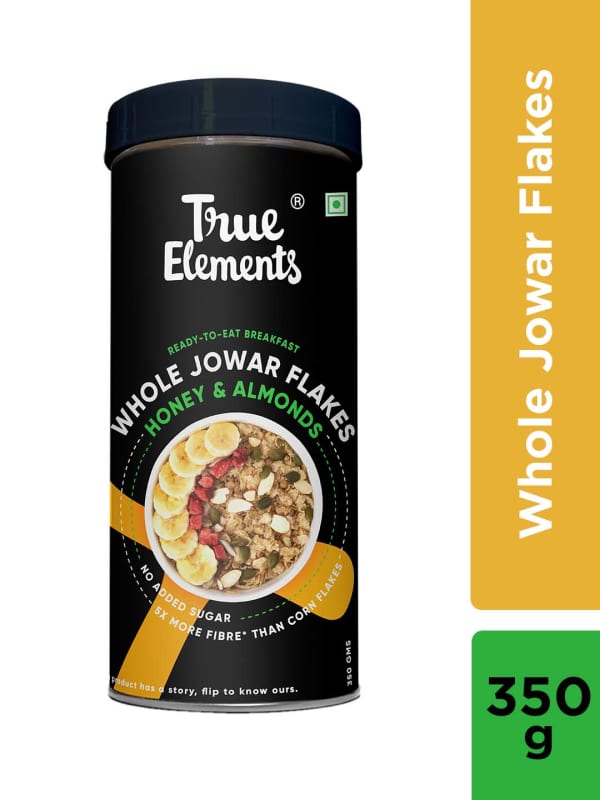 True
Elements
®
READY-TO-EAT BREAKFAST
WHOLE JOWAR FLAKES
HONEY & ALMONDS
NO ADDED SUGAR
5X MORE FIBRE* THAN CORN FLAKES
product has a story, flip to know ours.
350 GMS
Whole Jowar Flakes
350
g